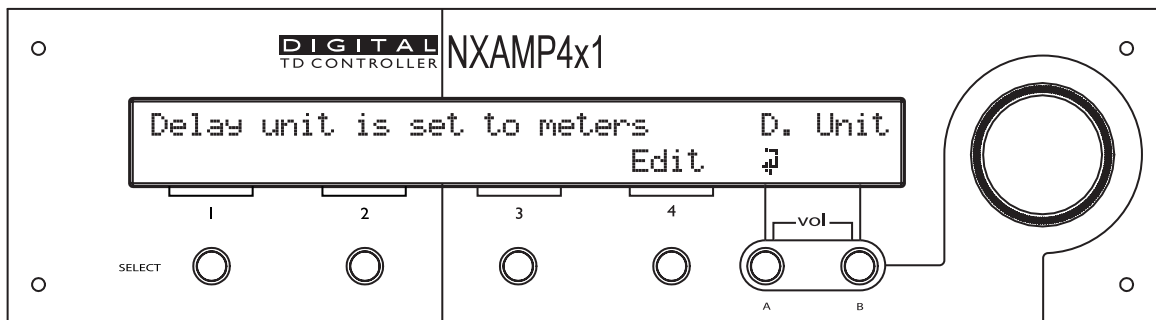 DIGITAL
TD CONTROLLER
NXAMP4x1
Delay unit is set to meters D. Unit
Edit
1 2 3 4 vol
SELECT
A B